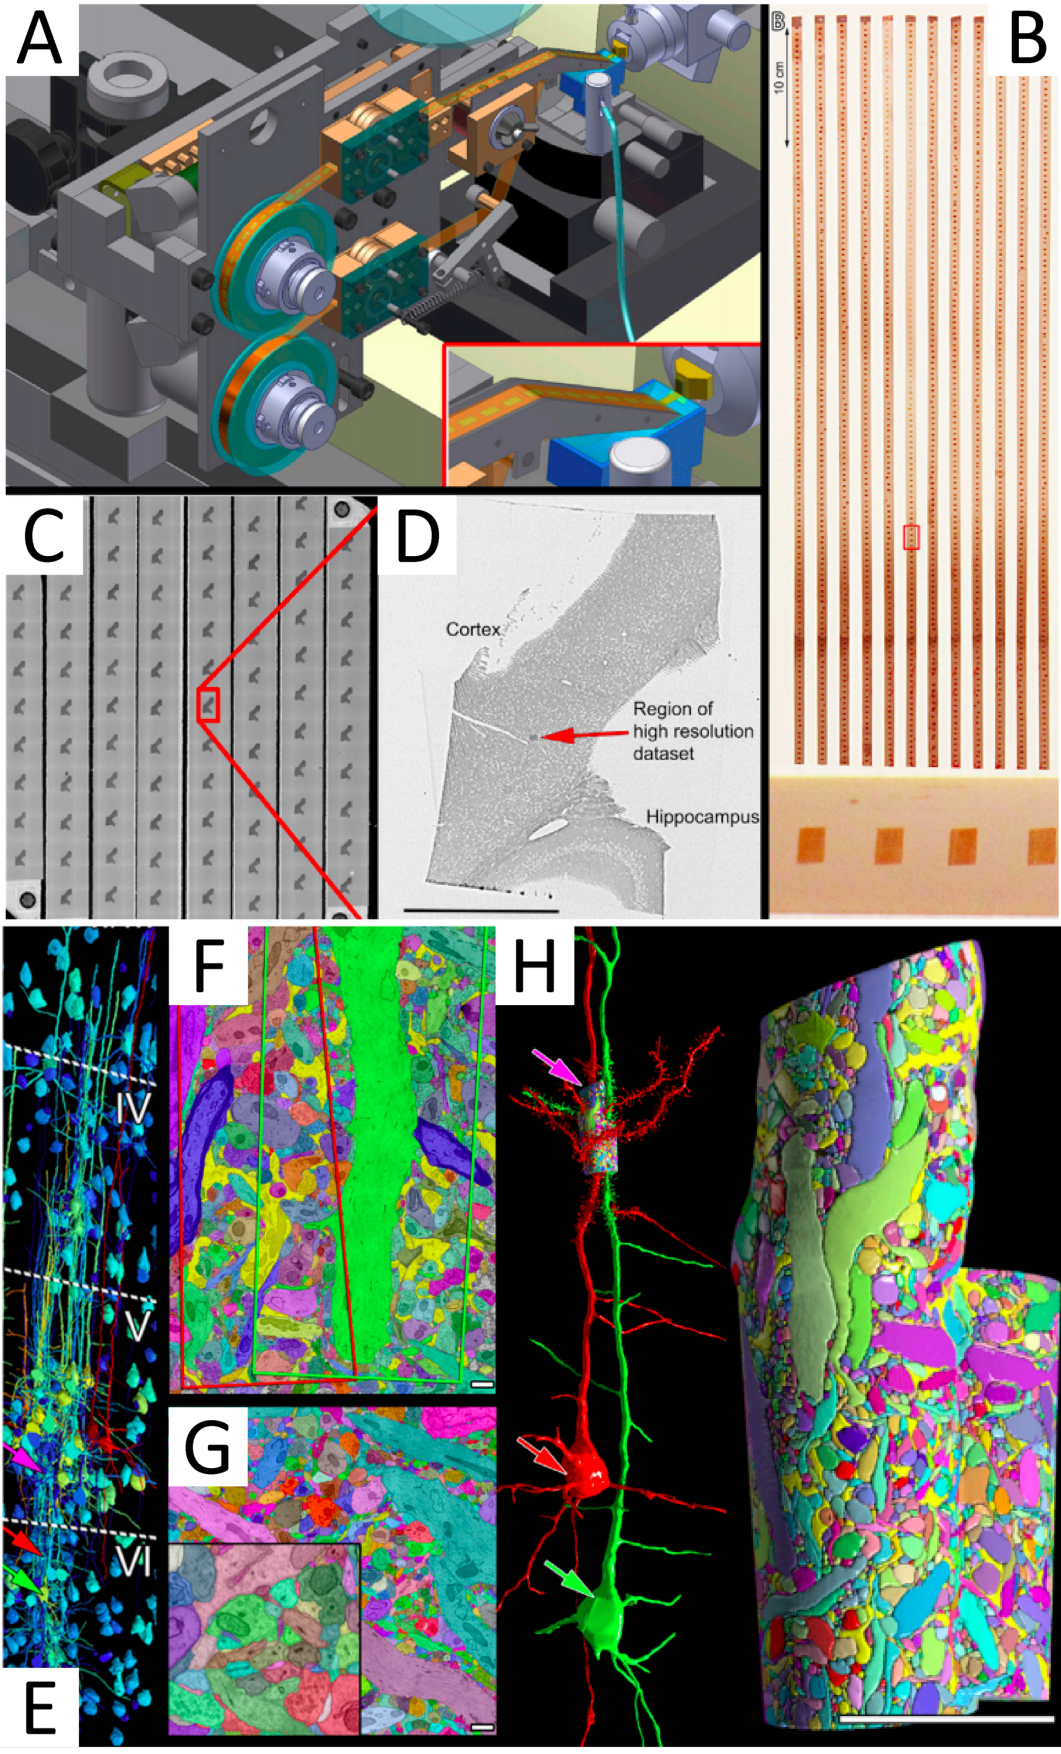 A
B
B
10 cm
C
D
Cortex
Region of
high resolution
dataset
Hippocampus
E
IV
V
VI
F
G
H